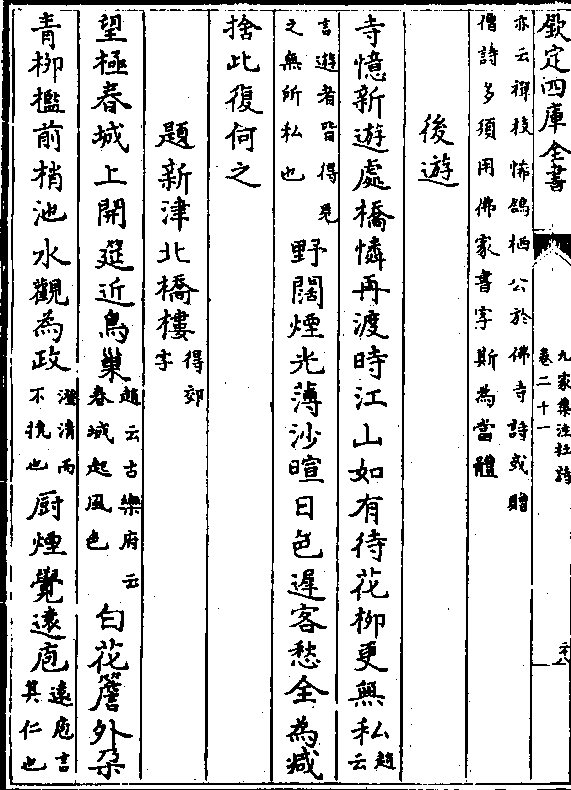 欽定四庫全書
九家集注杜詩
卷二十一
亦云禪枝怖鴿栖公於佛寺詩或贈
僧詩多須用佛家書字斯為當體
後遊
寺憶新遊處橋憐再渡時江山如有待花柳更無私趙云
言遊者皆得見之無所私也野闊煙光薄沙暄日色遲客愁全為减
捨此復何之
題新津北橋樓得郊字
望極春城上開筵近鳥巢趙云古樂府云春城起風色白花簷外朶
青柳檻前梢池水觀為政澄清而不撓也厨煙覺遠庖遠庖言其仁也